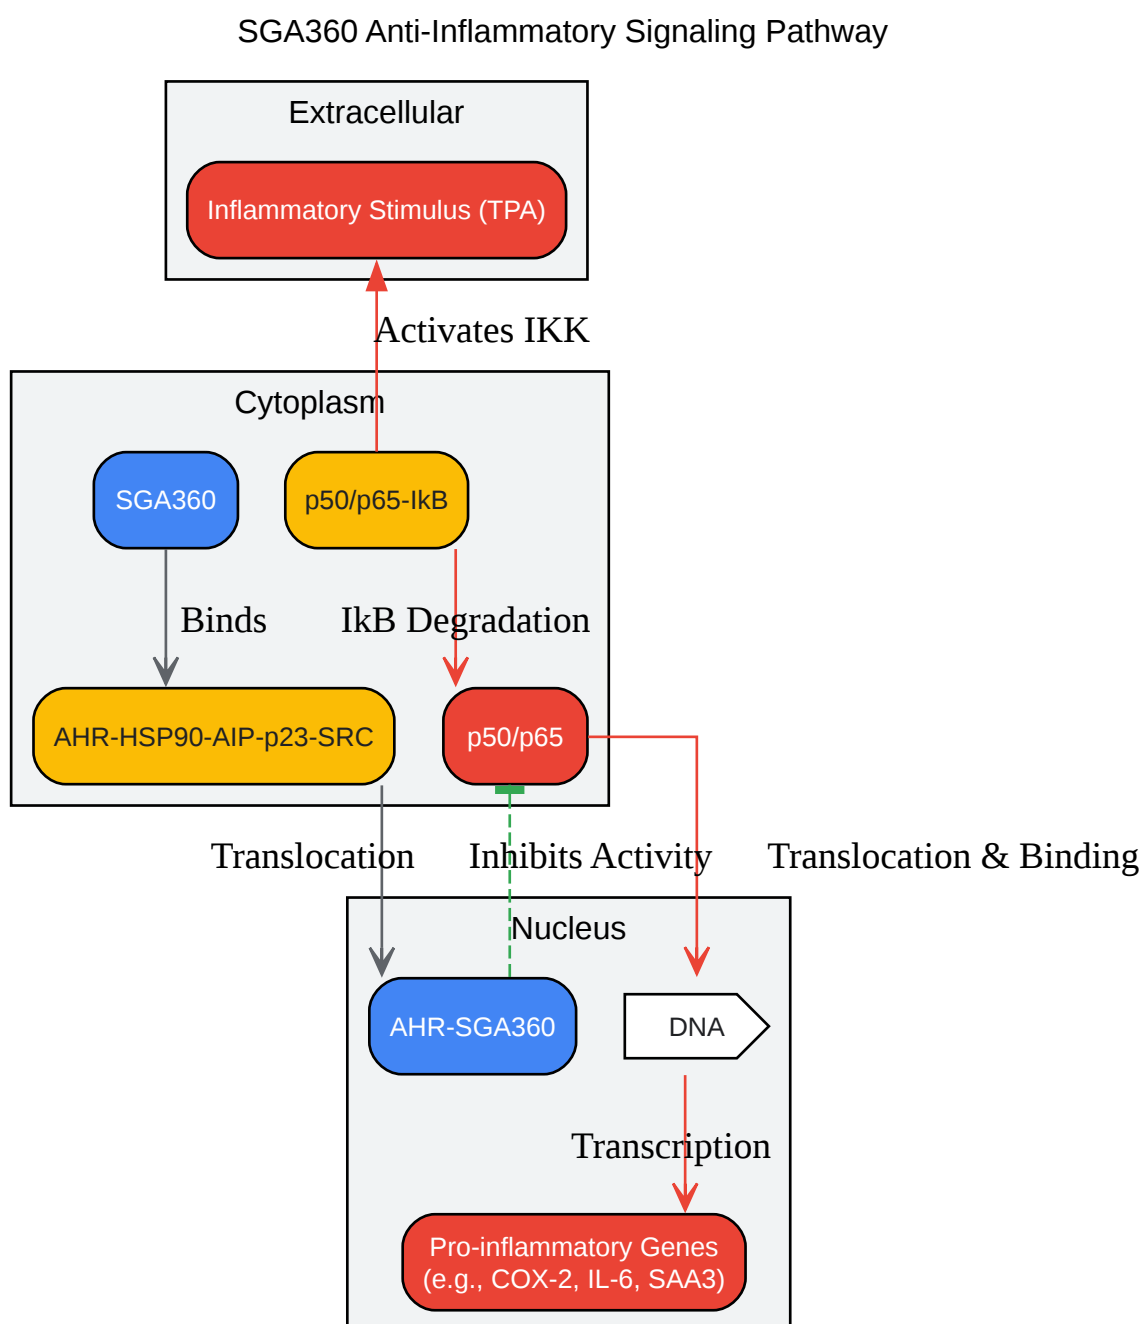 SGA360 Anti-Inflammatory Signaling Pathway
Extracellular
Inflammatory Stimulus (TPA)
Activates IKK
Cytoplasm
SGA360
p50/p65-IkB
Binds
IkB Degradation
AHR-HSP90-AIP-p23-SRC
p50/p65
Translocation
Inhibits Activity
Translocation & Binding
Nucleus
AHR-SGA360
DNA
Transcription
Pro-inflammatory Genes
(e.g., COX-2, IL-6, SAA3)